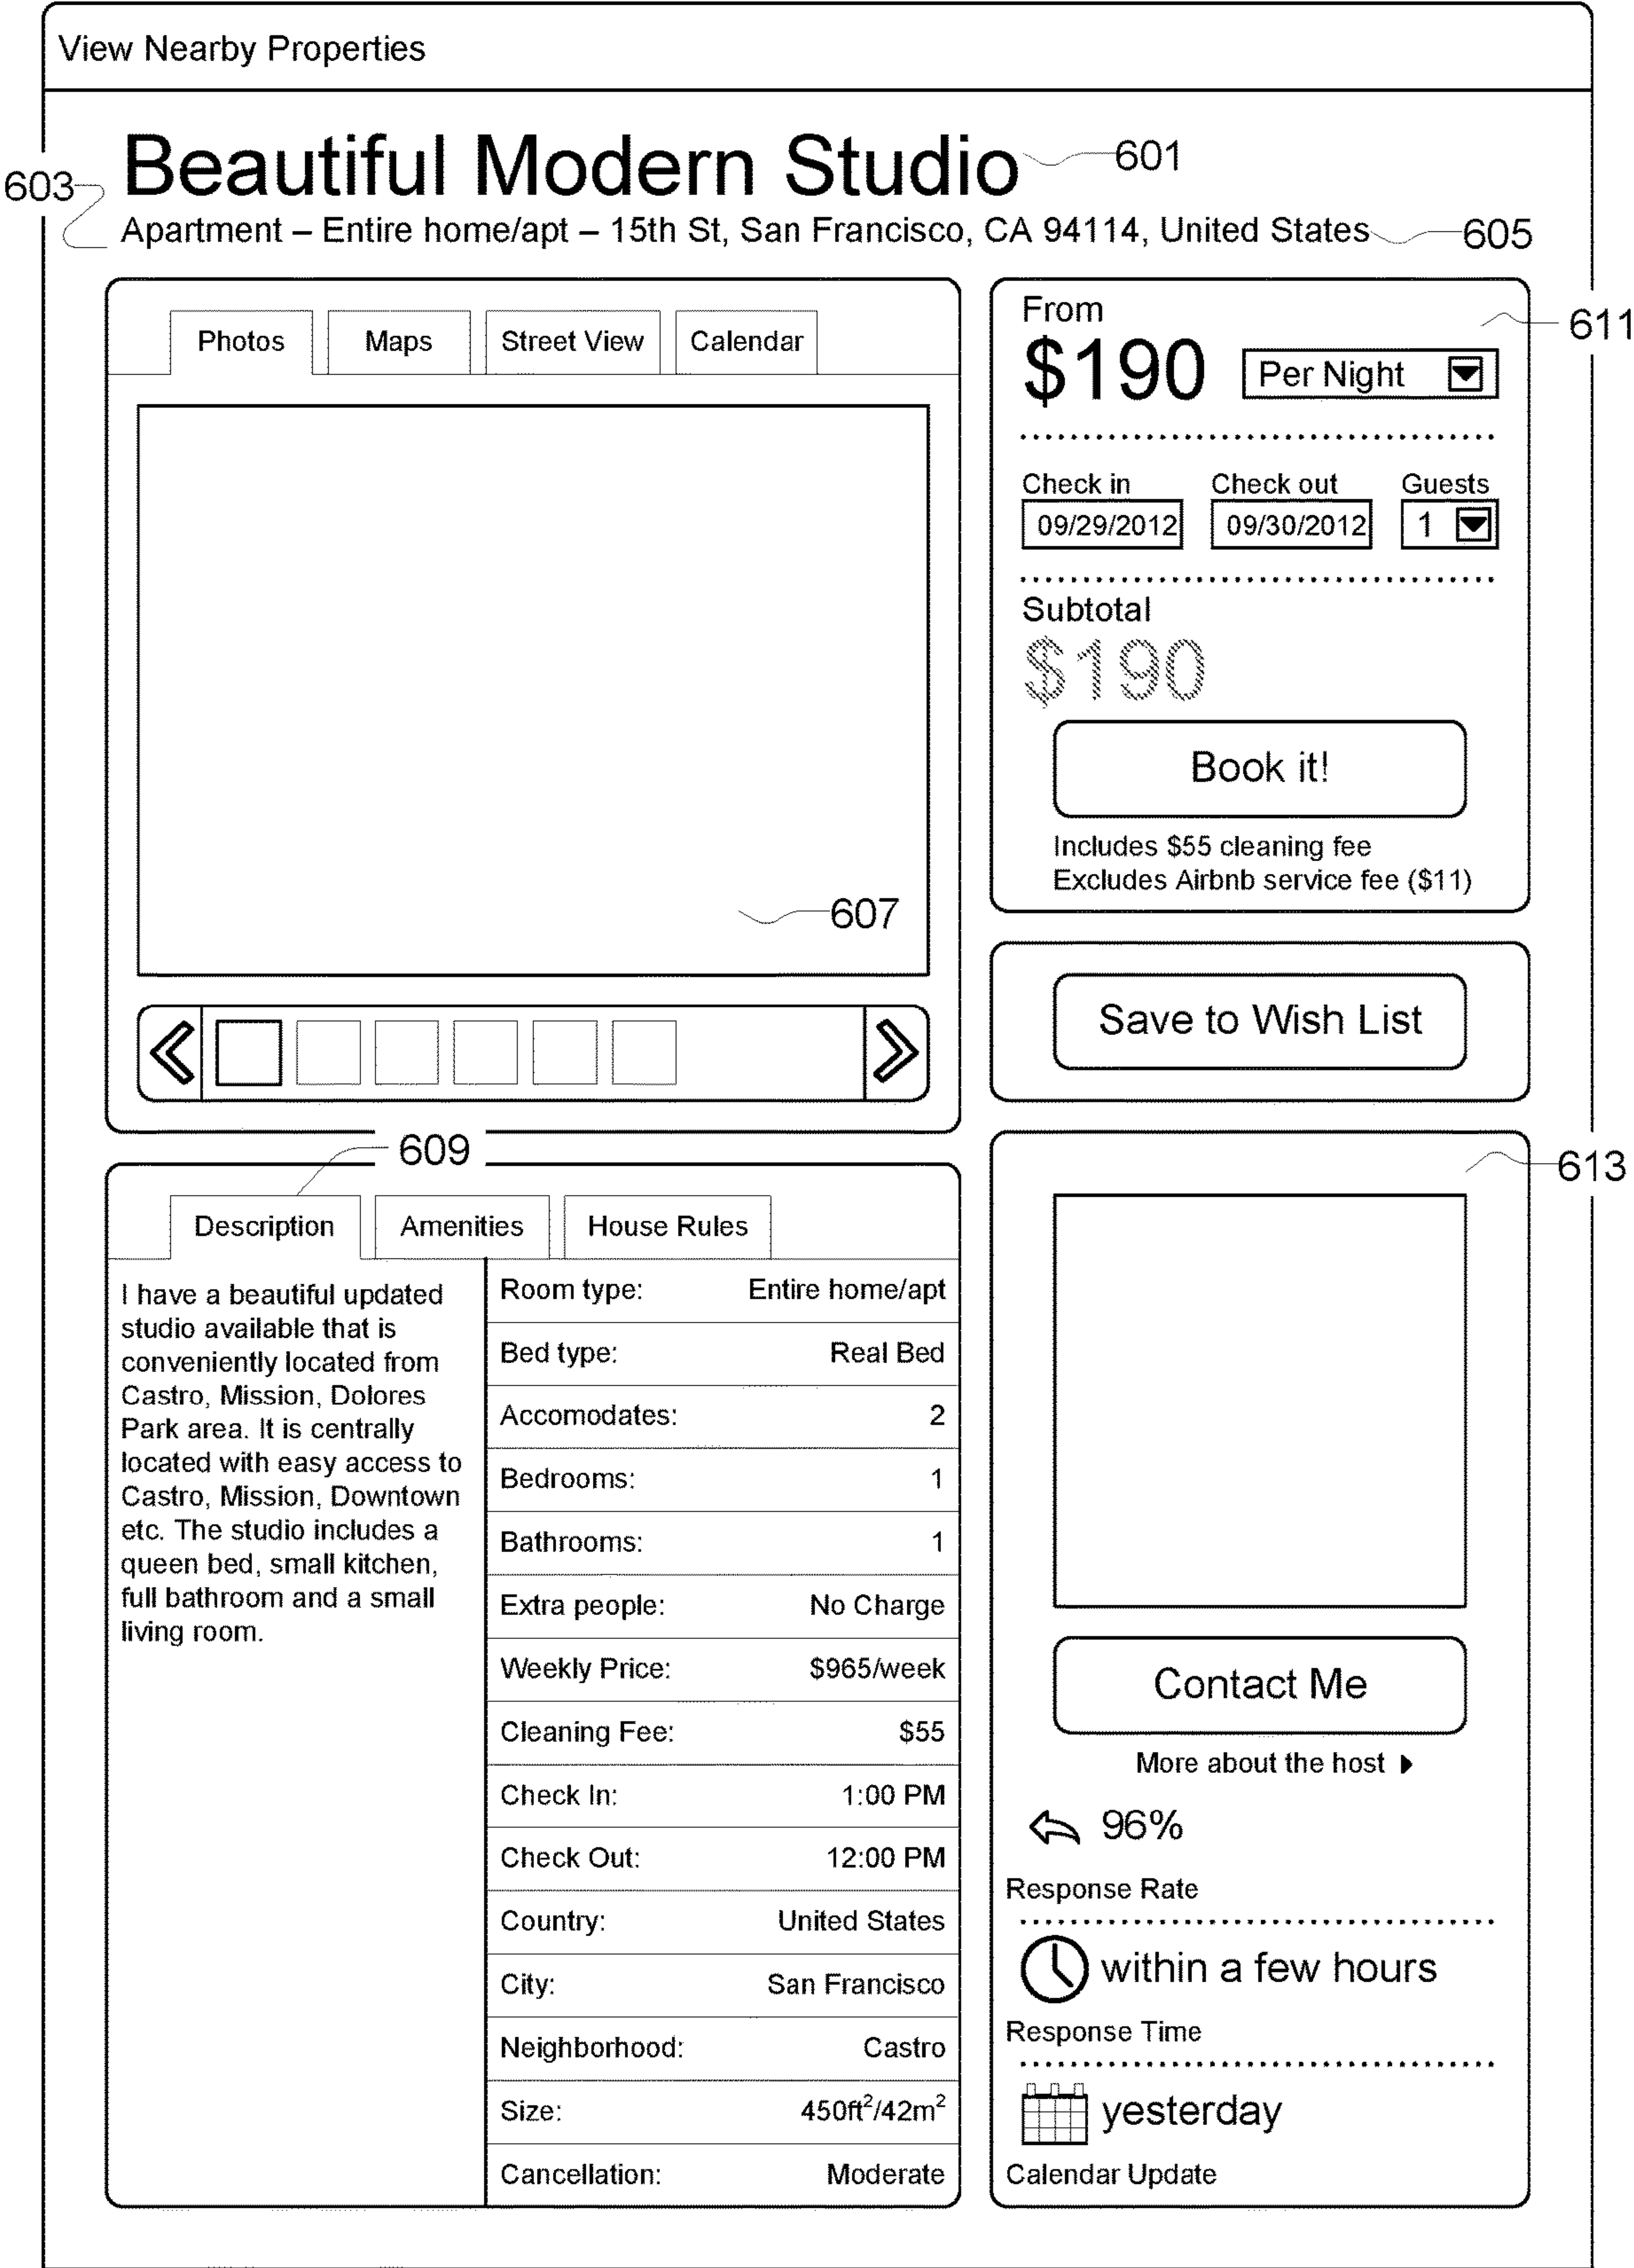 View Nearby Properties
Beautiful Modern Studio
601
603
Apartment – Entire home/apt – 15th St, San Francisco, CA 94114, United States
605
Photos
Maps
Street View
Calendar
607
From
611
$190
Per Night
Check in
Check out
Guests
09/29/2012
09/30/2012
1
Subtotal
$190
Book it!
Includes $55 cleaning fee
Excludes Airbnb service fee ($11)
Save to Wish List
609
Description
Amenities
House Rules
I have a beautiful updated
studio available that is
conveniently located from
Castro, Mission, Dolores
Park area. It is centrally
located with easy access to
Castro, Mission, Downtown
etc. The studio includes a
queen bed, small kitchen,
full bathroom and a small
living room.
Room type: Entire home/apt
Bed type: Real Bed
Accomodates: 2
Bedrooms: 1
Bathrooms: 1
Extra people: No Charge
Weekly Price: $965/week
Cleaning Fee: $55
Check In: 1:00 PM
Check Out: 12:00 PM
Country: United States
City: San Francisco
Neighborhood: Castro
Size: 450ft²/42m²
Cancellation: Moderate
613
Contact Me
More about the host
96%
Response Rate
within a few hours
Response Time
yesterday
Calendar Update